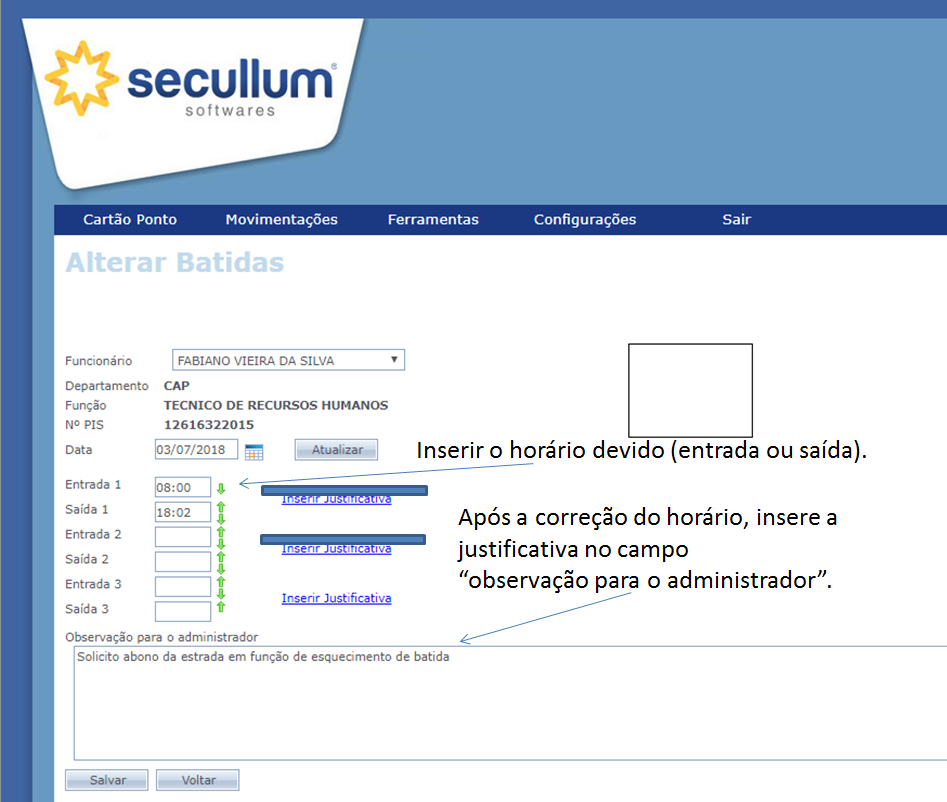 secullum®
softwares
Cartão Ponto Movimentações Ferramentas Configurações Sair
Alterar Batidas
Funcionário FABIANO VIEIRA DA SILVA
Departamento CAP
Função TECNICO DE RECURSOS HUMANOS
Nº PIS 12616322015
Data 03/07/2018 Atualizar
Inserir o horário devido (entrada ou saída).
Entrada 1 08:00
Inserir Justificativa
Saída 1 18:02
Após a correção do horário, insere a
justificativa no campo
“observação para o administrador”.
Entrada 2
Inserir Justificativa
Saída 2
Entrada 3
Inserir Justificativa
Saída 3
Observação para o administrador
Solicito abono da estrada em função de esquecimento de batida
Salvar Voltar